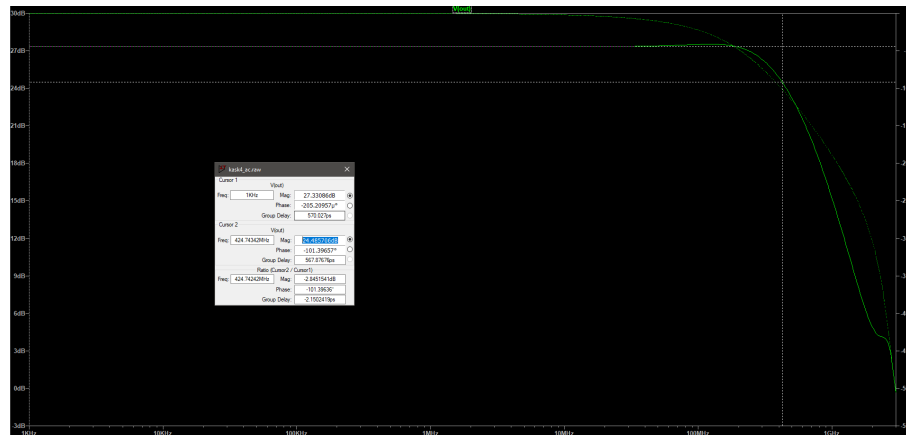 V(out)
30dB
27dB
24dB
21dB
18dB
15dB
12dB
9dB
6dB
3dB
0dB
-3dB
kask4_ac.raw
Cursor 1
V(out)
Freq: 1KHz Mag: 27.33086dB
Phase: -205.20957µ°
Group Delay: 570.027ps
Cursor 2
V(out)
Freq: 424.74342MHz Mag: 24.485706dB
Phase: -101.39657°
Group Delay: 567.87676ps
Ratio (Cursor2 / Cursor1)
Freq: 424.74242MHz Mag: -2.8451541dB
Phase: -101.39636°
Group Delay: -2.1502419ps
1KHz 10KHz 100KHz 1MHz 10MHz 100MHz 1GHz